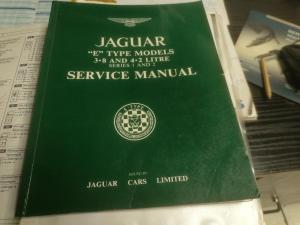 JAGUAR
"E" TYPE MODELS
3·8 AND 4·2 LITRE
SERIES 1 AND 2
SERVICE MANUAL
E TYPE
ISSUED BY
JAGUAR CARS LIMITED